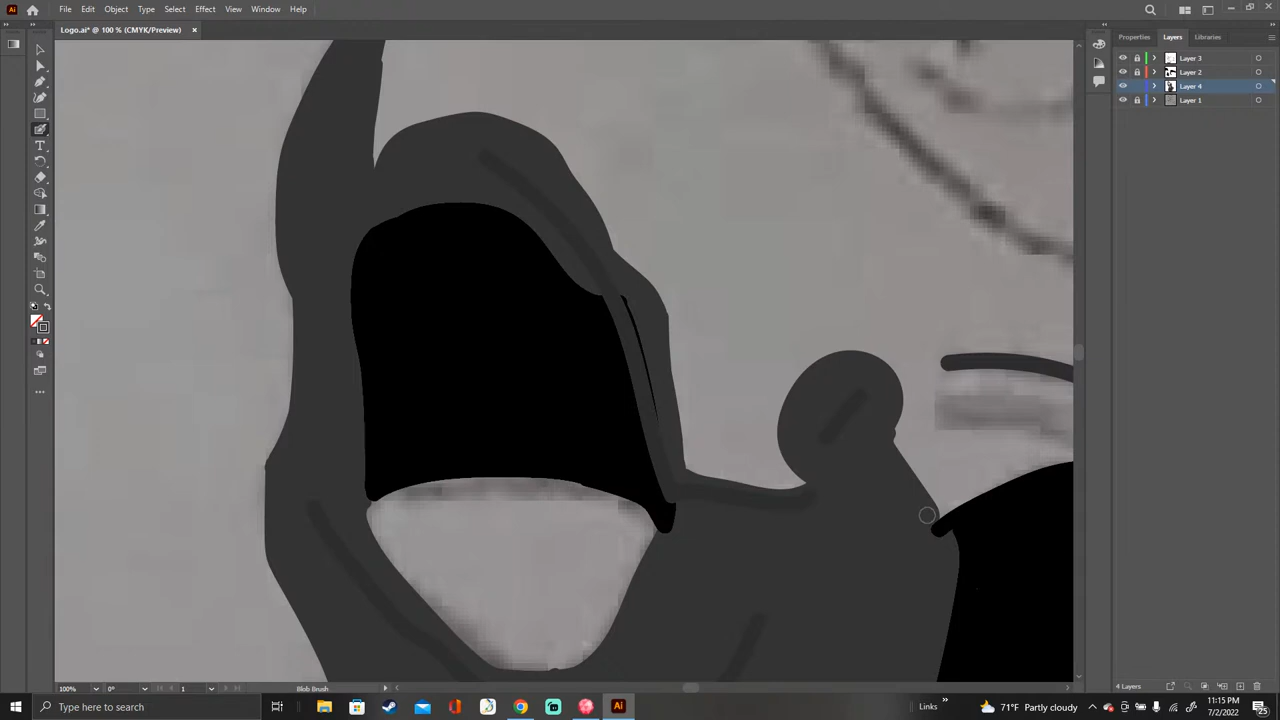 File Edit Object Type Select Effect View Window Help
Logo.ai* @ 100 % (CMYK/Preview)
Properties Layers Libraries
Layer 3
Layer 2
Layer 4
Layer 1
4 Layers
100% 0° 1 Blob Brush
Type here to search
Links
71°F Partly cloudy
11:15 PM
7/2/2022